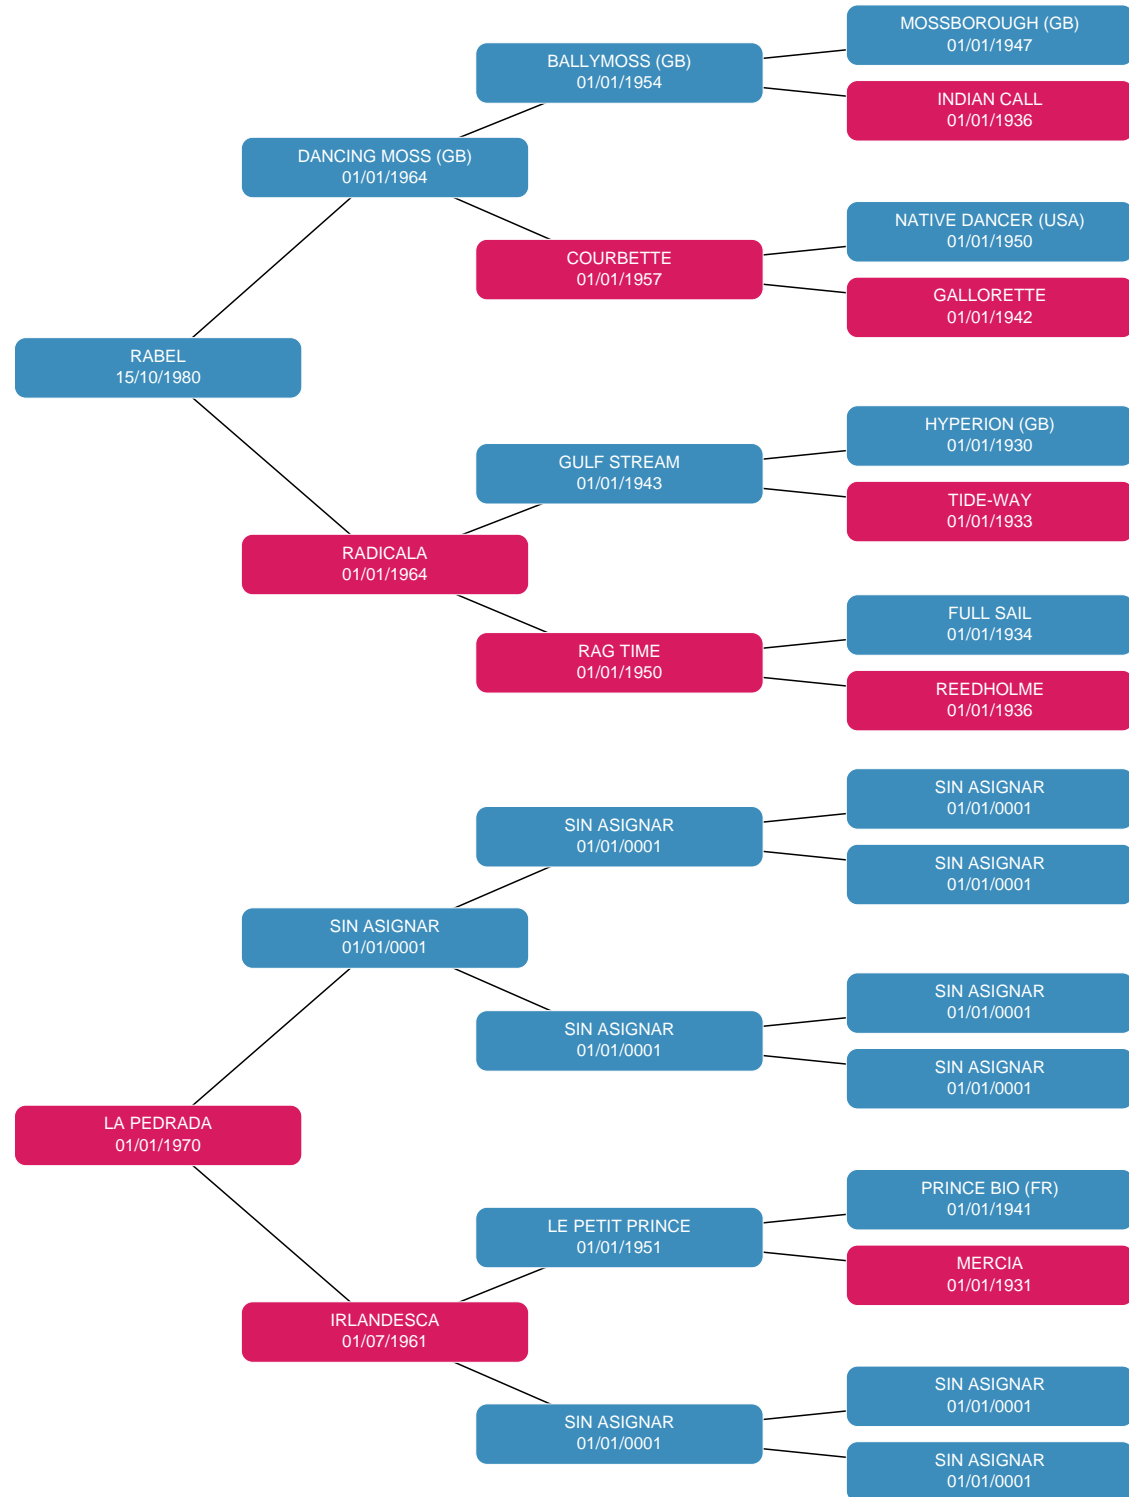 MOSSBOROUGH (GB)
01/01/1947
BALLYMOSS (GB)
01/01/1954
INDIAN CALL
01/01/1936
DANCING MOSS (GB)
01/01/1964
NATIVE DANCER (USA)
01/01/1950
COURBETTE
01/01/1957
GALLORETTE
01/01/1942
RABEL
15/10/1980
HYPERION (GB)
01/01/1930
GULF STREAM
01/01/1943
TIDE-WAY
01/01/1933
RADICALA
01/01/1964
FULL SAIL
01/01/1934
RAG TIME
01/01/1950
REEDHOLME
01/01/1936
SIN ASIGNAR
01/01/0001
SIN ASIGNAR
01/01/0001
SIN ASIGNAR
01/01/0001
SIN ASIGNAR
01/01/0001
SIN ASIGNAR
01/01/0001
SIN ASIGNAR
01/01/0001
SIN ASIGNAR
01/01/0001
LA PEDRADA
01/01/1970
PRINCE BIO (FR)
01/01/1941
LE PETIT PRINCE
01/01/1951
MERCIA
01/01/1931
IRLANDESCA
01/07/1961
SIN ASIGNAR
01/01/0001
SIN ASIGNAR
01/01/0001
SIN ASIGNAR
01/01/0001